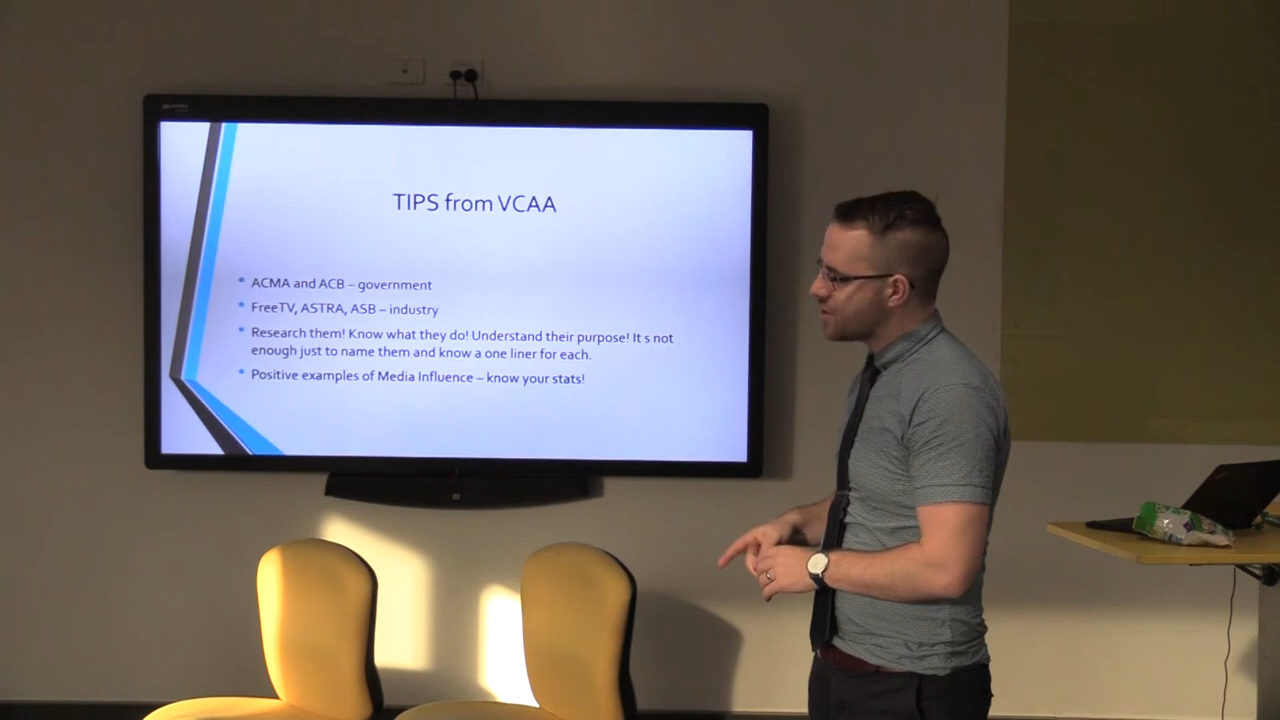 TIPS from VCAA
• ACMA and ACB – government
• FreeTV, ASTRA, ASB – industry
• Research them! Know what they do! Understand their purpose! It s not
enough just to name them and know a one liner for each.
• Positive examples of Media Influence – know your stats!